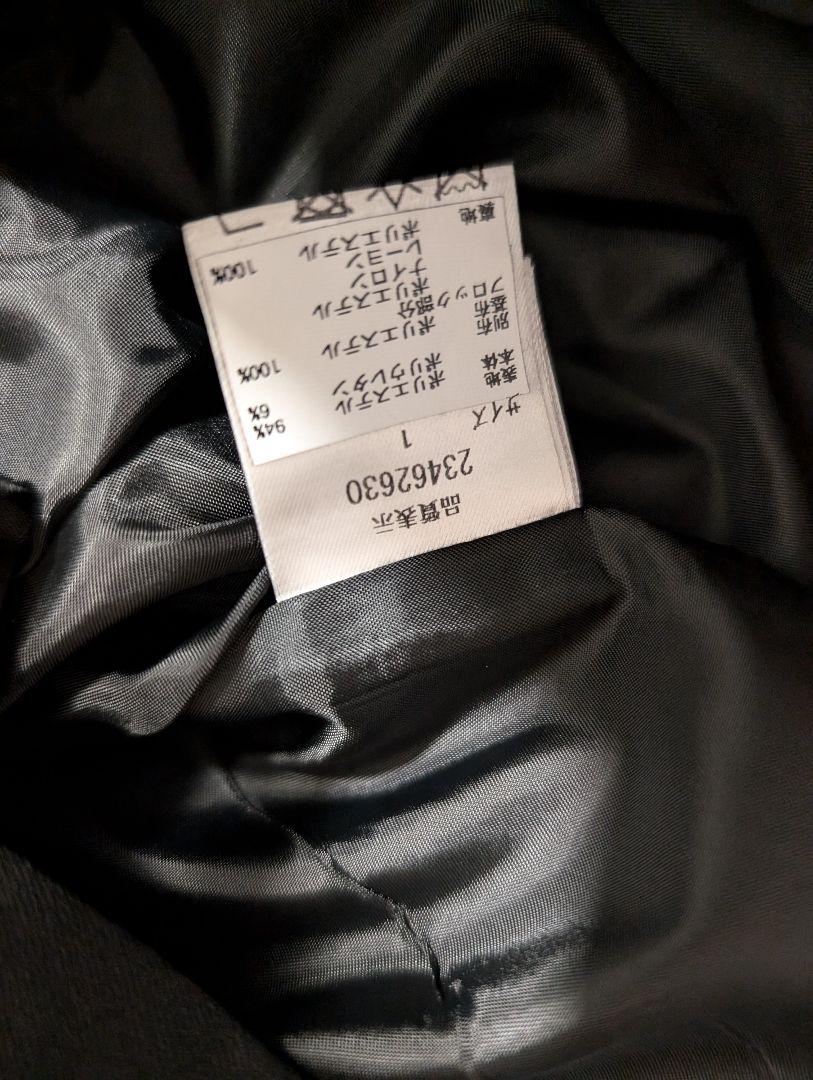 品質表示
23462630
サイズ 1
表地 ポリエステル 94%
本体 ポリウレタン 6%
別布 ポリエステル 100%
基布
フロック部分
ポリエステル
ナイロン
レーヨン
裏地 ポリエステル 100%